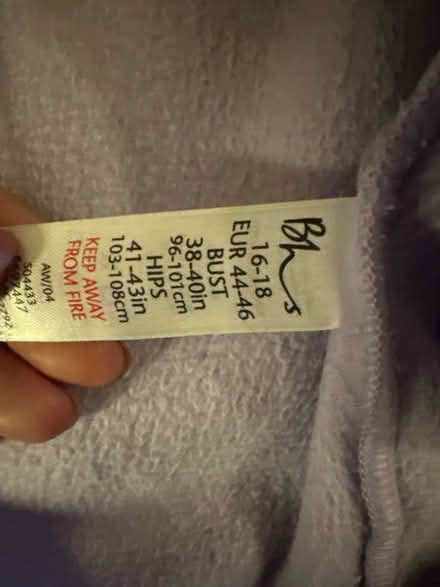 Bhs
16-18
EUR 44-46
BUST
38-40in
96-101cm
HIPS
41-43in
103-108cm
KEEP AWAY
FROM FIRE
AW/04